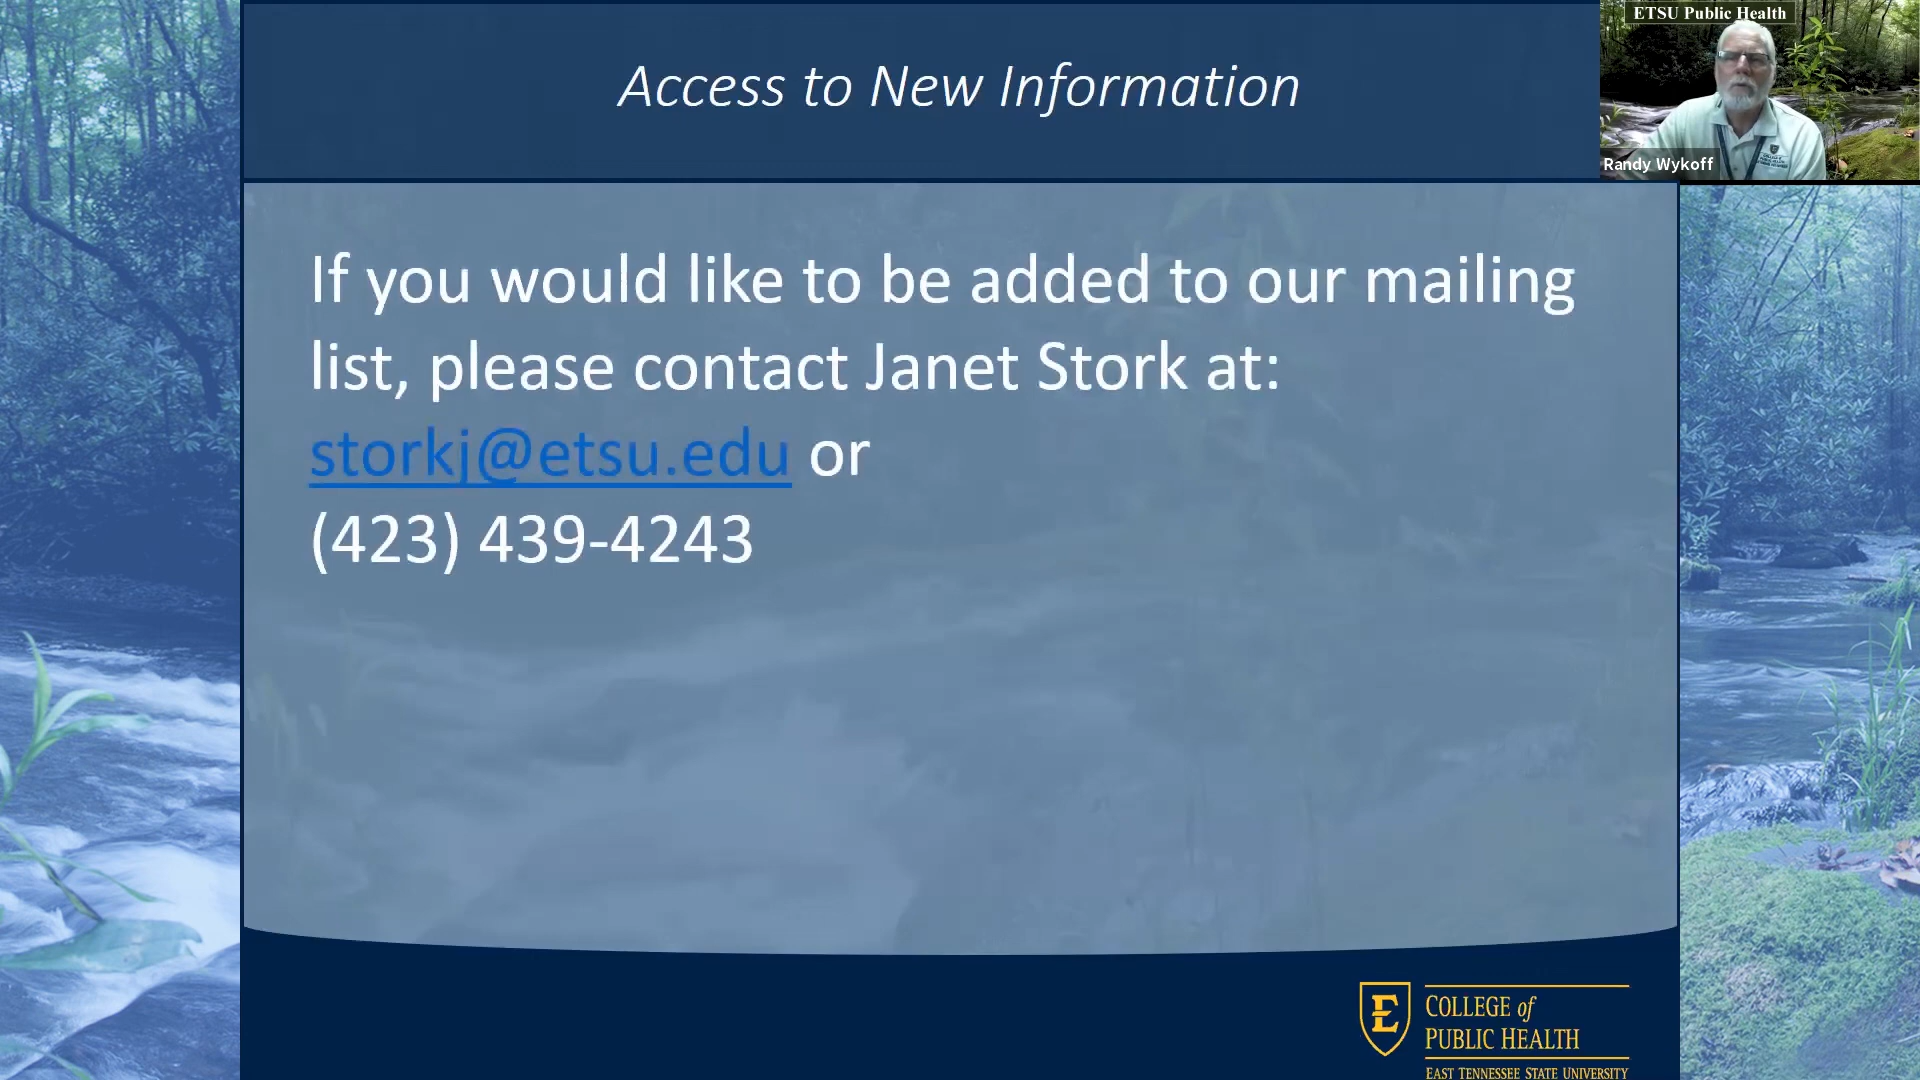 Access to New Information
ETSU Public Health
Randy Wykoff
If you would like to be added to our mailing
list, please contact Janet Stork at:
storkj@etsu.edu or
(423) 439-4243
E
COLLEGE of
PUBLIC HEALTH
EAST TENNESSEE STATE UNIVERSITY